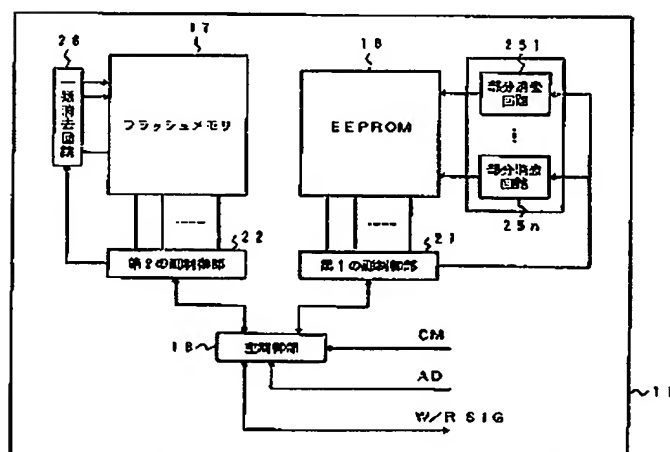 26
17
16
251
一括消去回路
フラッシュメモリ
EEPROM
部分消去回路
部分消去回路
25n
22
21
第2の副制御部
第1の副制御部
18
主制御部
CM
AD
W/R SIG